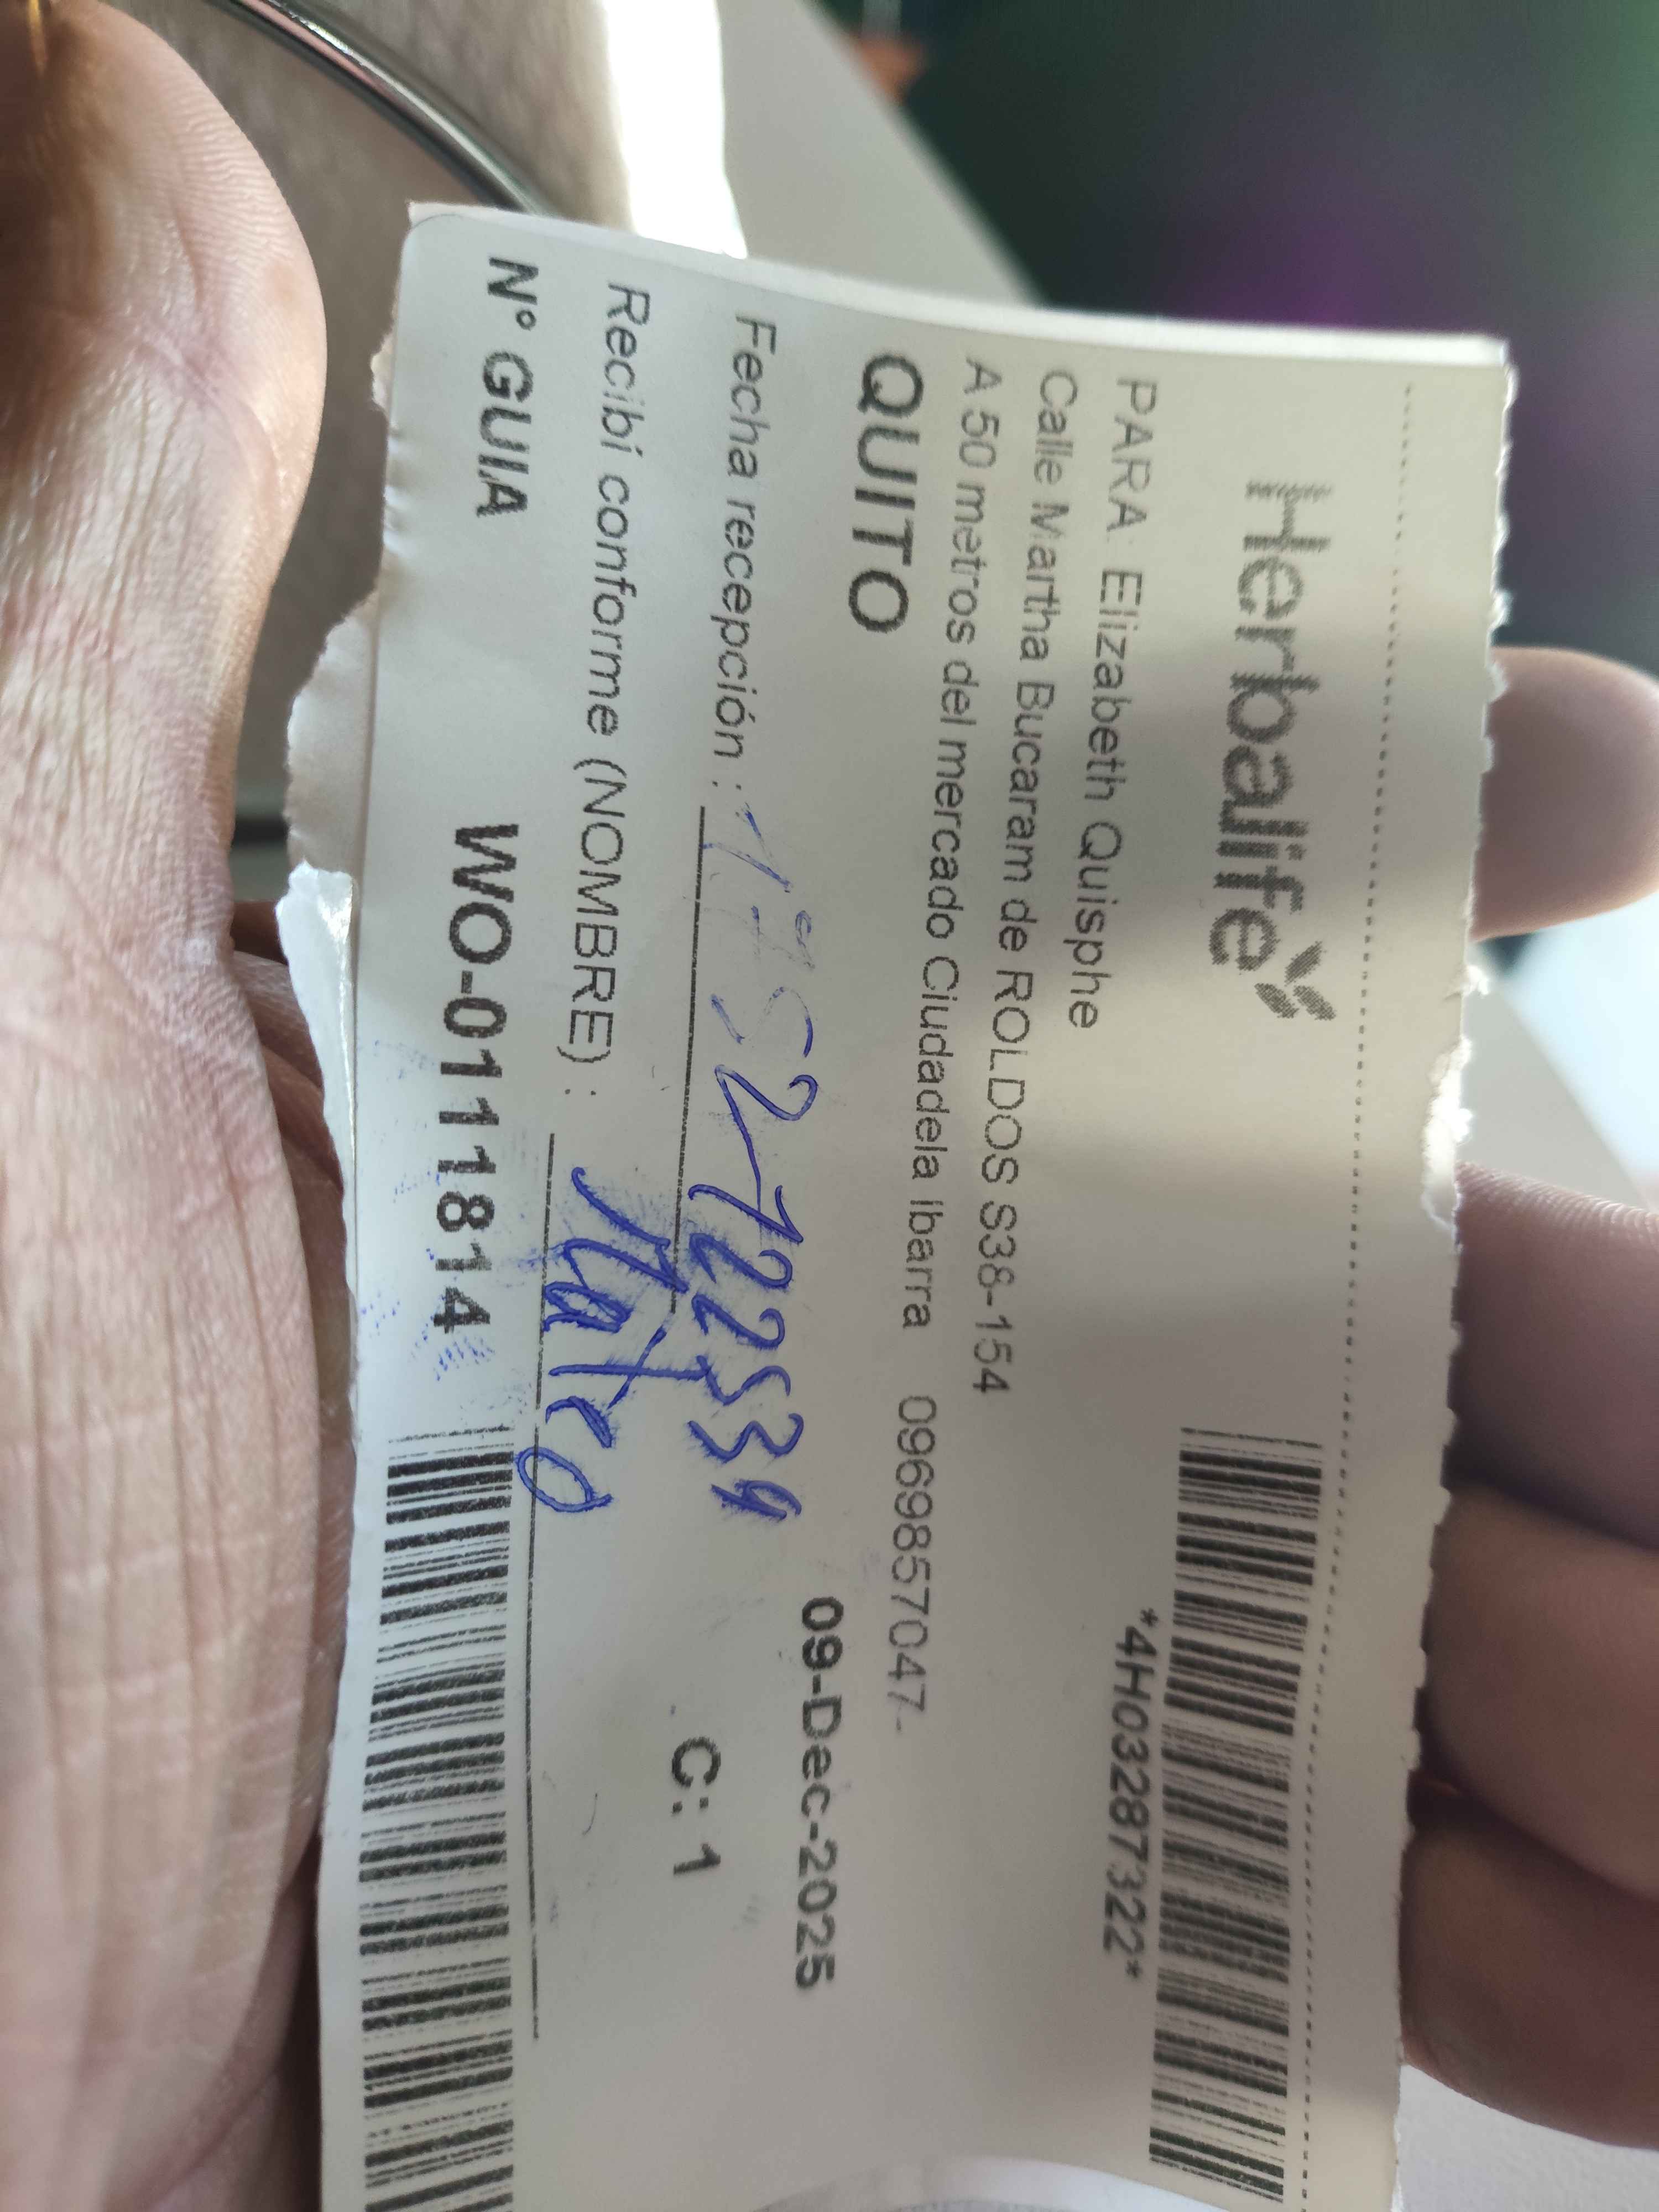 Herbalife
*4H03287322*
PARA: Elizabeth Quisphe
Calle Martha Bucaram de ROLDOS S38-154
A 50 metros del mercado Ciudadela Ibarra 0969857047-
QUITO
09-Dec-2025
Fecha recepción :
C: 1
Recibí conforme (NOMBRE) :
N° GUIA WO-011814